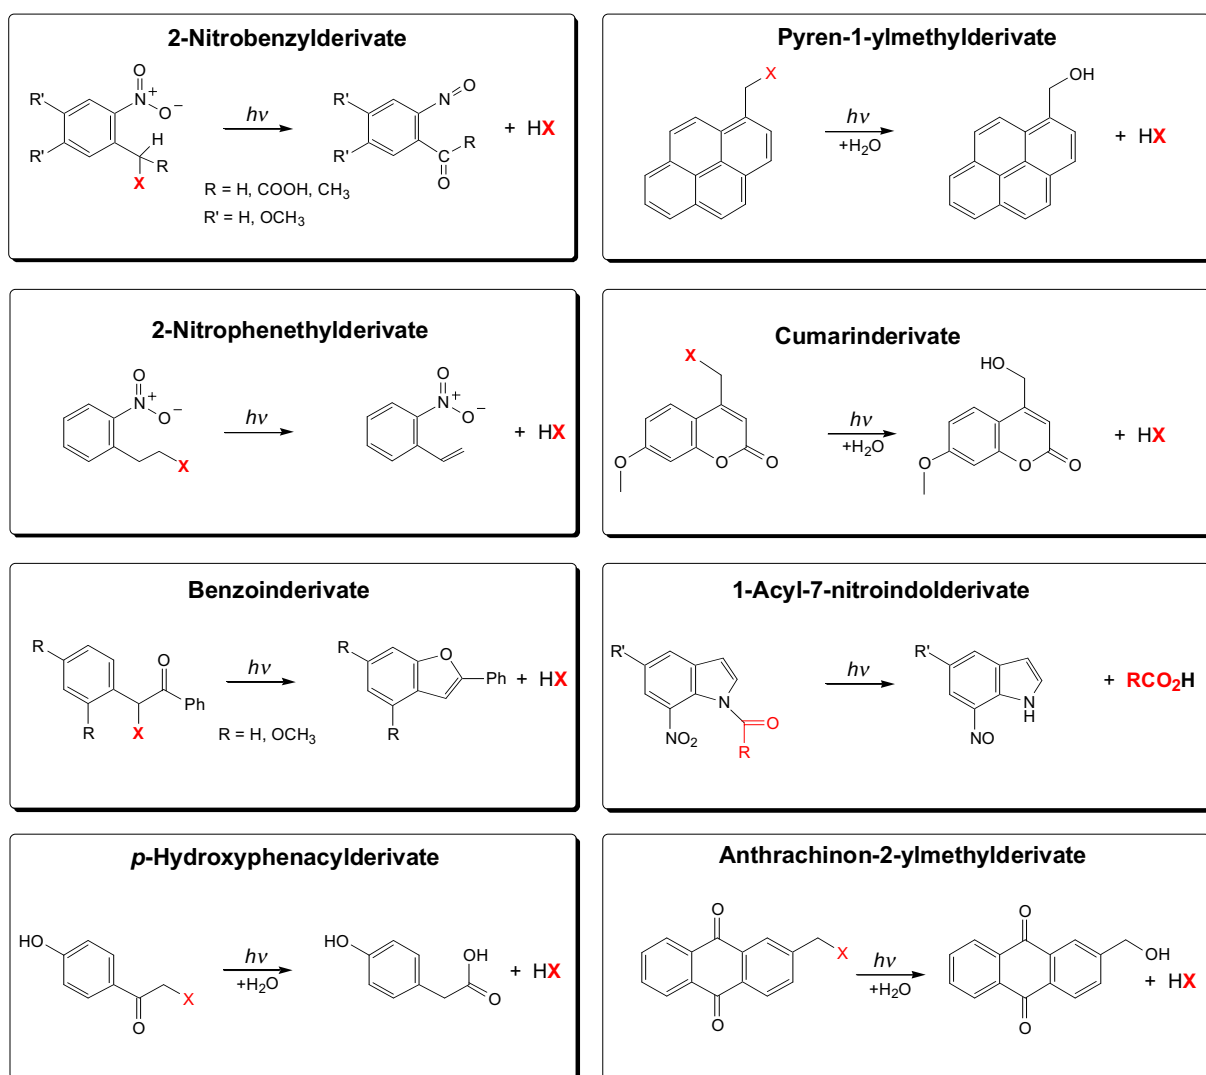 2-Nitrobenzylderivate
R'
R'
O
N+
O−
H
R
X
hν
R = H, COOH, CH3
R' = H, OCH3
R'
R'
N
O
C
R
O
+ HX
Pyren-1-ylmethylderivate
X
hν
+H2O
OH
+ HX
2-Nitrophenethylderivate
O
N+
O−
X
hν
O
N+
O−
+ HX
Cumarinderivate
X
O
O
O
hν
+H2O
HO
O
O
O
+ HX
Benzoinderivate
R
O
Ph
R
X
hν
R = H, OCH3
R
O
Ph
R
+ HX
1-Acyl-7-nitroindolderivate
R'
N
NO2
O
R
hν
R'
N
H
NO
+ RCO2H
p-Hydroxyphenacylderivate
HO
O
X
hν
+H2O
HO
OH
O
+ HX
Anthrachinon-2-ylmethylderivate
O
O
X
hν
+H2O
O
O
OH
+ HX